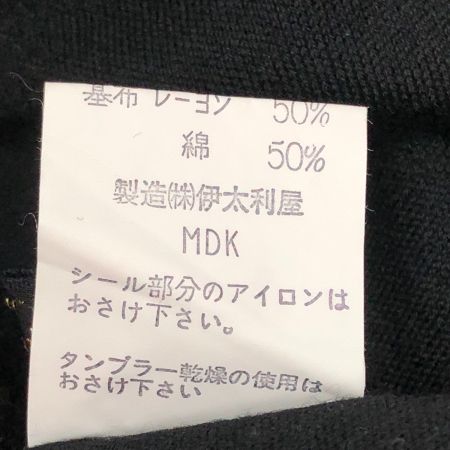 基布 レーヨン 50%
綿 50%
製造㈱伊太利屋
MDK
シール部分のアイロンは
おさけ下さい。
タンブラー乾燥の使用は
おさけ下さい